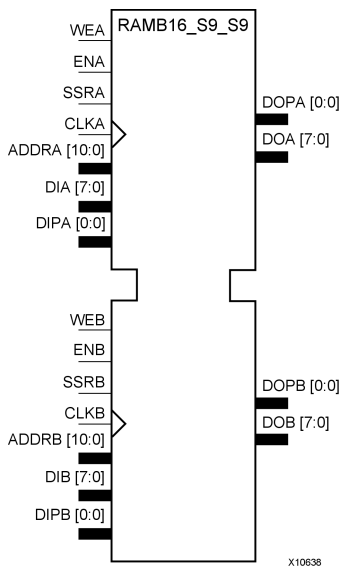 RAMB16_S9_S9
WEA
ENA
SSRA
CLKA
ADDRA [10:0]
DIA [7:0]
DIPA [0:0]
DOPA [0:0]
DOA [7:0]
WEB
ENB
SSRB
CLKB
ADDRB [10:0]
DIB [7:0]
DIPB [0:0]
DOPB [0:0]
DOB [7:0]
X10638